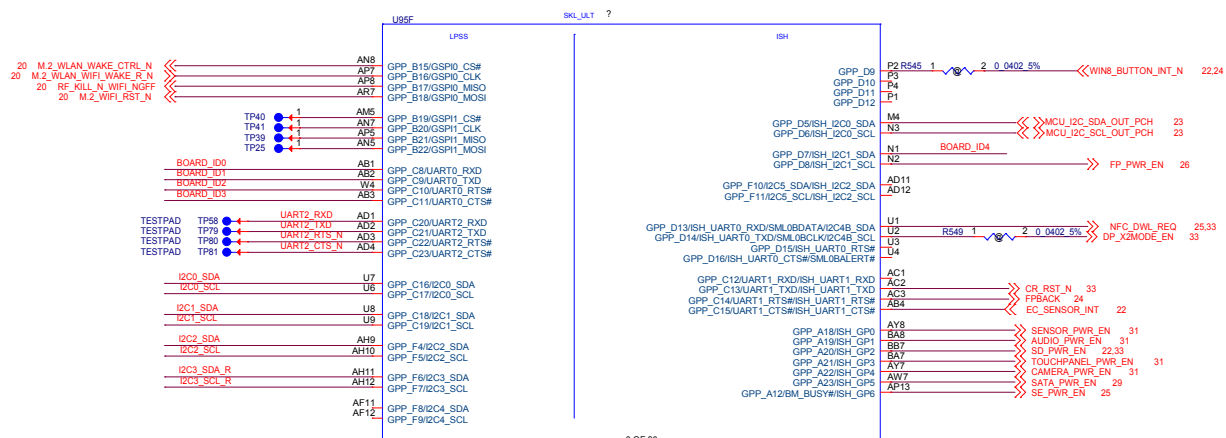 U95F SKL_ULT ?
LPSS ISH
20 M.2_WLAN_WAKE_CTRL_N AN8 GPP_B15/GSPI0_CS#
20 M.2_WLAN_WIFI_WAKE_R_N AP7 GPP_B16/GSPI0_CLK
20 RF_KILL_N_WIFI_NGFF AP8 GPP_B17/GSPI0_MISO
20 M.2_WIFI_RST_N AR7 GPP_B18/GSPI0_MOSI
TP40 1 AM5 GPP_B19/GSPI1_CS#
TP41 1 AN7 GPP_B20/GSPI1_CLK
TP39 1 AP5 GPP_B21/GSPI1_MISO
TP25 1 AN5 GPP_B22/GSPI1_MOSI
BOARD_ID0 AB1 GPP_C8/UART0_RXD
BOARD_ID1 AB2 GPP_C9/UART0_TXD
BOARD_ID2 W4 GPP_C10/UART0_RTS#
BOARD_ID3 AB3 GPP_C11/UART0_CTS#
TESTPAD TP58 UART2_RXD AD1 GPP_C20/UART2_RXD
TESTPAD TP79 UART2_TXD AD2 GPP_C21/UART2_TXD
TESTPAD TP80 UART2_RTS_N AD3 GPP_C22/UART2_RTS#
TESTPAD TP81 UART2_CTS_N AD4 GPP_C23/UART2_CTS#
I2C0_SDA U7 GPP_C16/I2C0_SDA
I2C0_SCL U6 GPP_C17/I2C0_SCL
I2C1_SDA U8 GPP_C18/I2C1_SDA
I2C1_SCL U9 GPP_C19/I2C1_SCL
I2C2_SDA AH9 GPP_F4/I2C2_SDA
I2C2_SCL AH10 GPP_F5/I2C2_SCL
I2C3_SDA_R AH11 GPP_F6/I2C3_SDA
I2C3_SCL_R AH12 GPP_F7/I2C3_SCL
AF11 GPP_F8/I2C4_SDA
AF12 GPP_F9/I2C4_SCL
GPP_D9 P2 R545 1 @ 2 0_0402_5% WIN8_BUTTON_INT_N 22,24
GPP_D10 P3
GPP_D11 P4
GPP_D12 P1
GPP_D5/ISH_I2C0_SDA M4 MCU_I2C_SDA_OUT_PCH 23
GPP_D6/ISH_I2C0_SCL N3 MCU_I2C_SCL_OUT_PCH 23
GPP_D7/ISH_I2C1_SDA N1 BOARD_ID4
GPP_D8/ISH_I2C1_SCL N2 FP_PWR_EN 26
GPP_F10/I2C5_SDA/ISH_I2C2_SDA AD11
GPP_F11/I2C5_SCL/ISH_I2C2_SCL AD12
GPP_D13/ISH_UART0_RXD/SML0BDATA/I2C4B_SDA U1 NFC_DWL_REQ 25,33
GPP_D14/ISH_UART0_TXD/SML0BCLK/I2C4B_SCL U2 R549 1 @ 2 0_0402_5% DP_X2MODE_EN 33
GPP_D15/ISH_UART0_RTS# U3
GPP_D16/ISH_UART0_CTS#/SML0BALERT# U4
GPP_C12/UART1_RXD/ISH_UART1_RXD AC1
GPP_C13/UART1_TXD/ISH_UART1_TXD AC2 CR_RST_N 33
GPP_C14/UART1_RTS#/ISH_UART1_RTS# AC3 FPBACK 24
GPP_C15/UART1_CTS#/ISH_UART1_CTS# AB4 EC_SENSOR_INT 22
GPP_A18/ISH_GP0 AY8 SENSOR_PWR_EN 31
GPP_A19/ISH_GP1 BA8 AUDIO_PWR_EN 31
GPP_A20/ISH_GP2 BB7 SD_PWR_EN 22,33
GPP_A21/ISH_GP3 BA7 TOUCHPANEL_PWR_EN 31
GPP_A22/ISH_GP4 AY7 CAMERA_PWR_EN 31
GPP_A23/ISH_GP5 AW7 SATA_PWR_EN 29
GPP_A12/BM_BUSY#/ISH_GP6 AP13 SE_PWR_EN 25